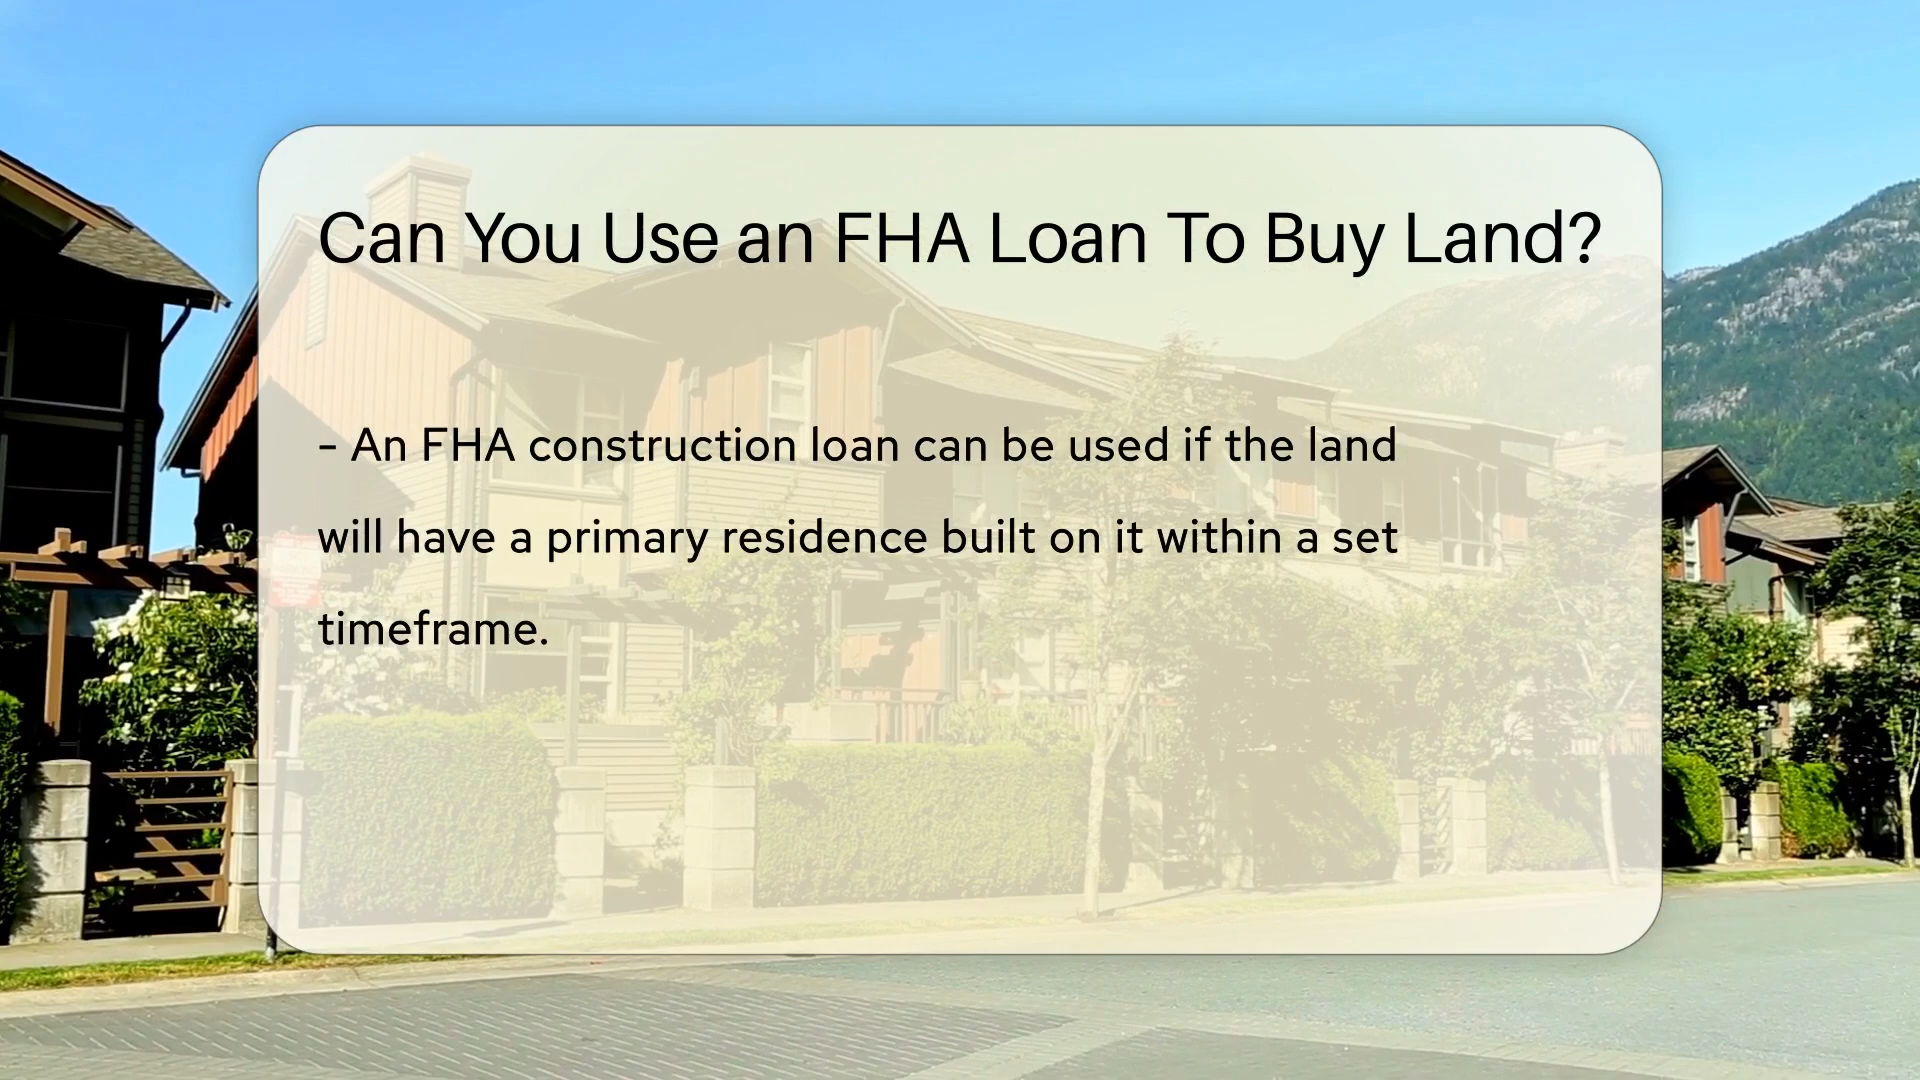 Can You Use an FHA Loan To Buy Land?
- An FHA construction loan can be used if the land
will have a primary residence built on it within a set
timeframe.